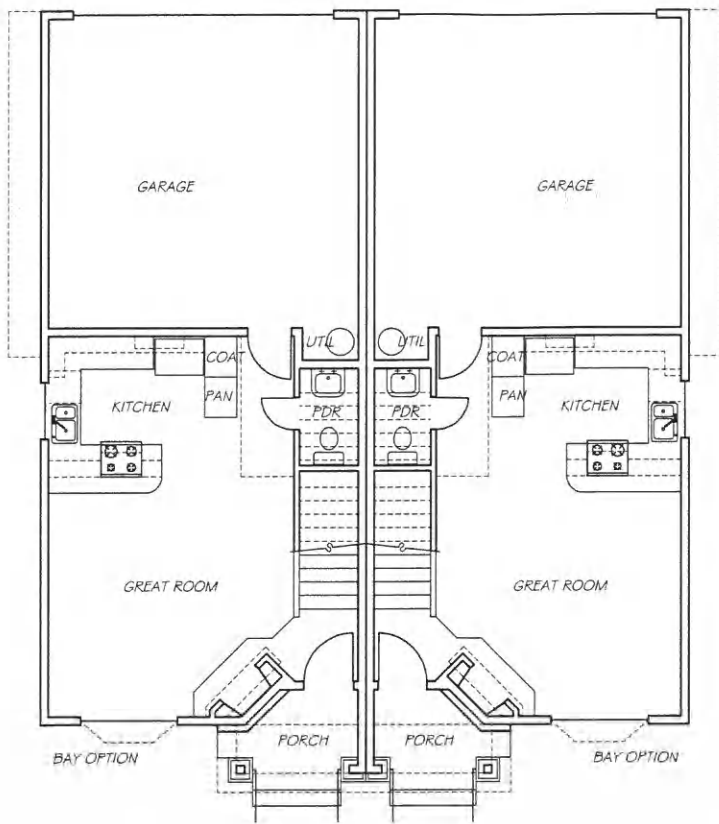 GARAGE
GARAGE
UTIL
UTIL
COAT
COAT
PAN
PAN
KITCHEN
PDR
PDR
KITCHEN
GREAT ROOM
GREAT ROOM
PORCH
PORCH
BAY OPTION
BAY OPTION